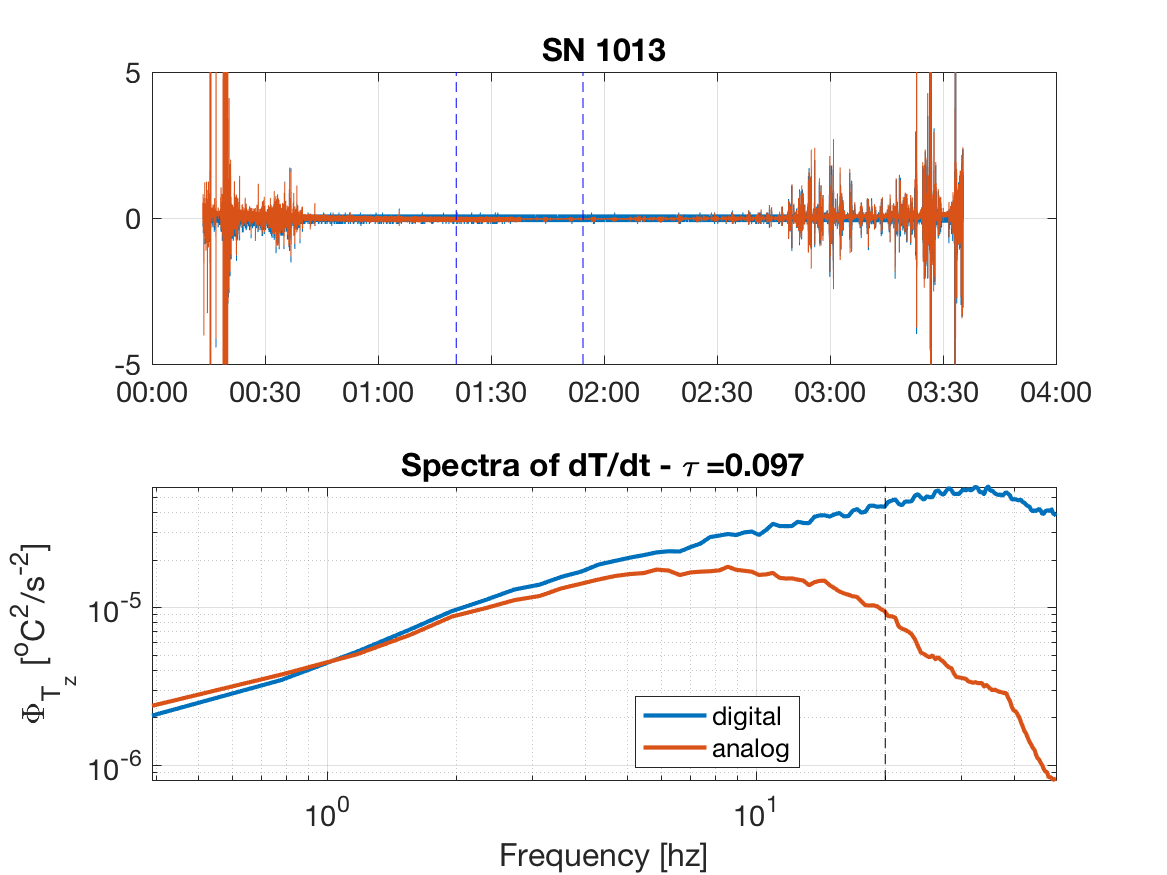 SN 1013
5
0
-5
00:00 00:30 01:00 01:30 02:00 02:30 03:00 03:30 04:00
Spectra of dT/dt - τ =0.097
Φ_{T_z} [°C²/s⁻²]
10⁻⁵
10⁻⁶
digital
analog
10⁰ 10¹
Frequency [hz]